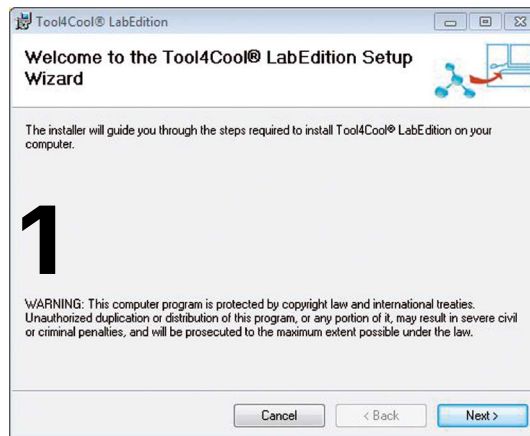 Tool4Cool® LabEdition
Welcome to the Tool4Cool® LabEdition Setup
Wizard
The installer will guide you through the steps required to install Tool4Cool® LabEdition on your
computer.
1
WARNING: This computer program is protected by copyright law and international treaties.
Unauthorized duplication or distribution of this program, or any portion of it, may result in severe civil
or criminal penalties, and will be prosecuted to the maximum extent possible under the law.
Cancel < Back Next >